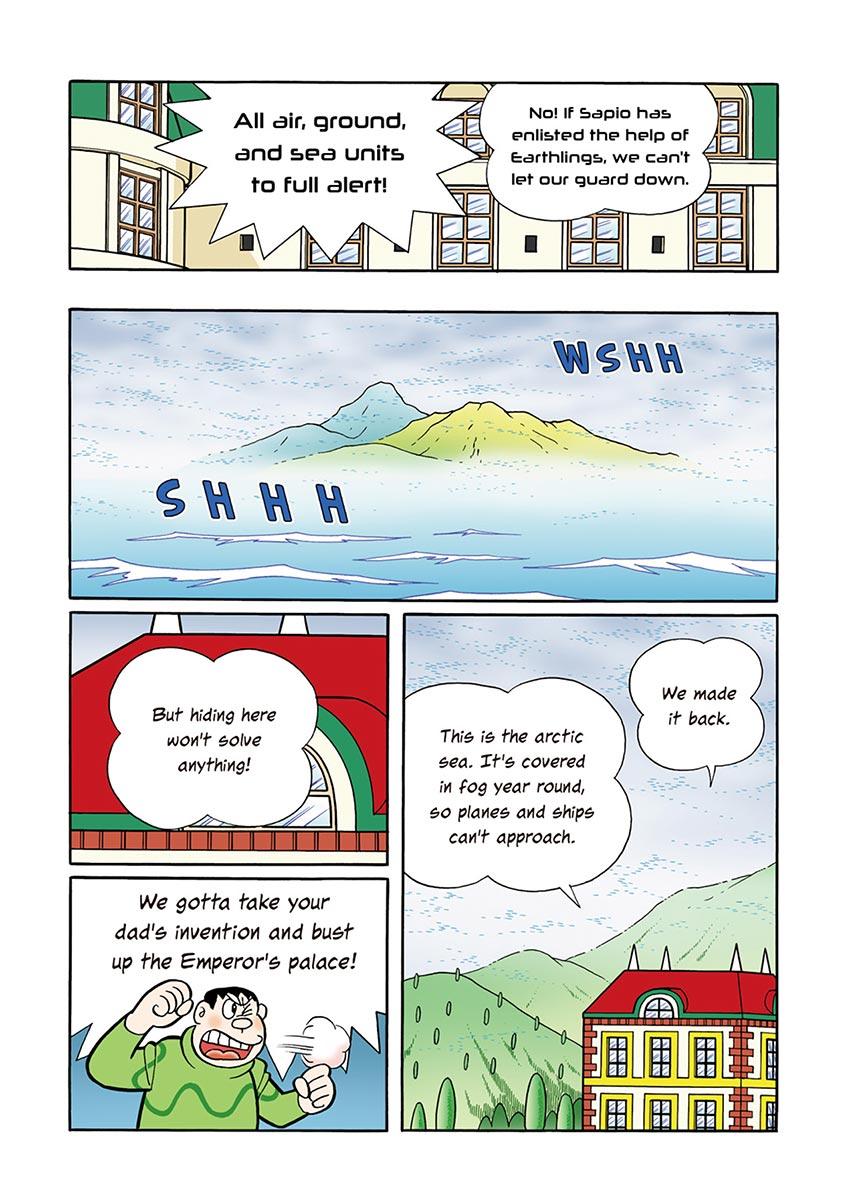 No! If Sapio has
enlisted the help of
Earthlings, we can't
let our guard down.
All air, ground,
and sea units
to full alert!
WSHH
SHHH
We made
it back.
This is the arctic
sea. It's covered
in fog year round,
so planes and ships
can't approach.
But hiding here
won't solve
anything!
We gotta take your
dad's invention and bust
up the Emperor's palace!